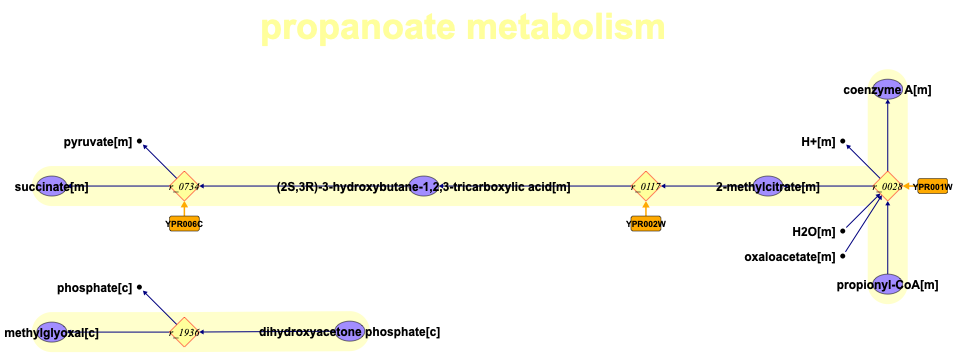 propanoate metabolism
coenzyme A[m]
pyruvate[m]
H+[m]
succinate[m]
r_0734
(2S,3R)-3-hydroxybutane-1,2,3-tricarboxylic acid[m]
r_0117
2-methylcitrate[m]
r_0028
YPR001W
YPR006C
YPR002W
H2O[m]
oxaloacetate[m]
propionyl-CoA[m]
phosphate[c]
methylglyoxal[c]
r_1936
dihydroxyacetone phosphate[c]